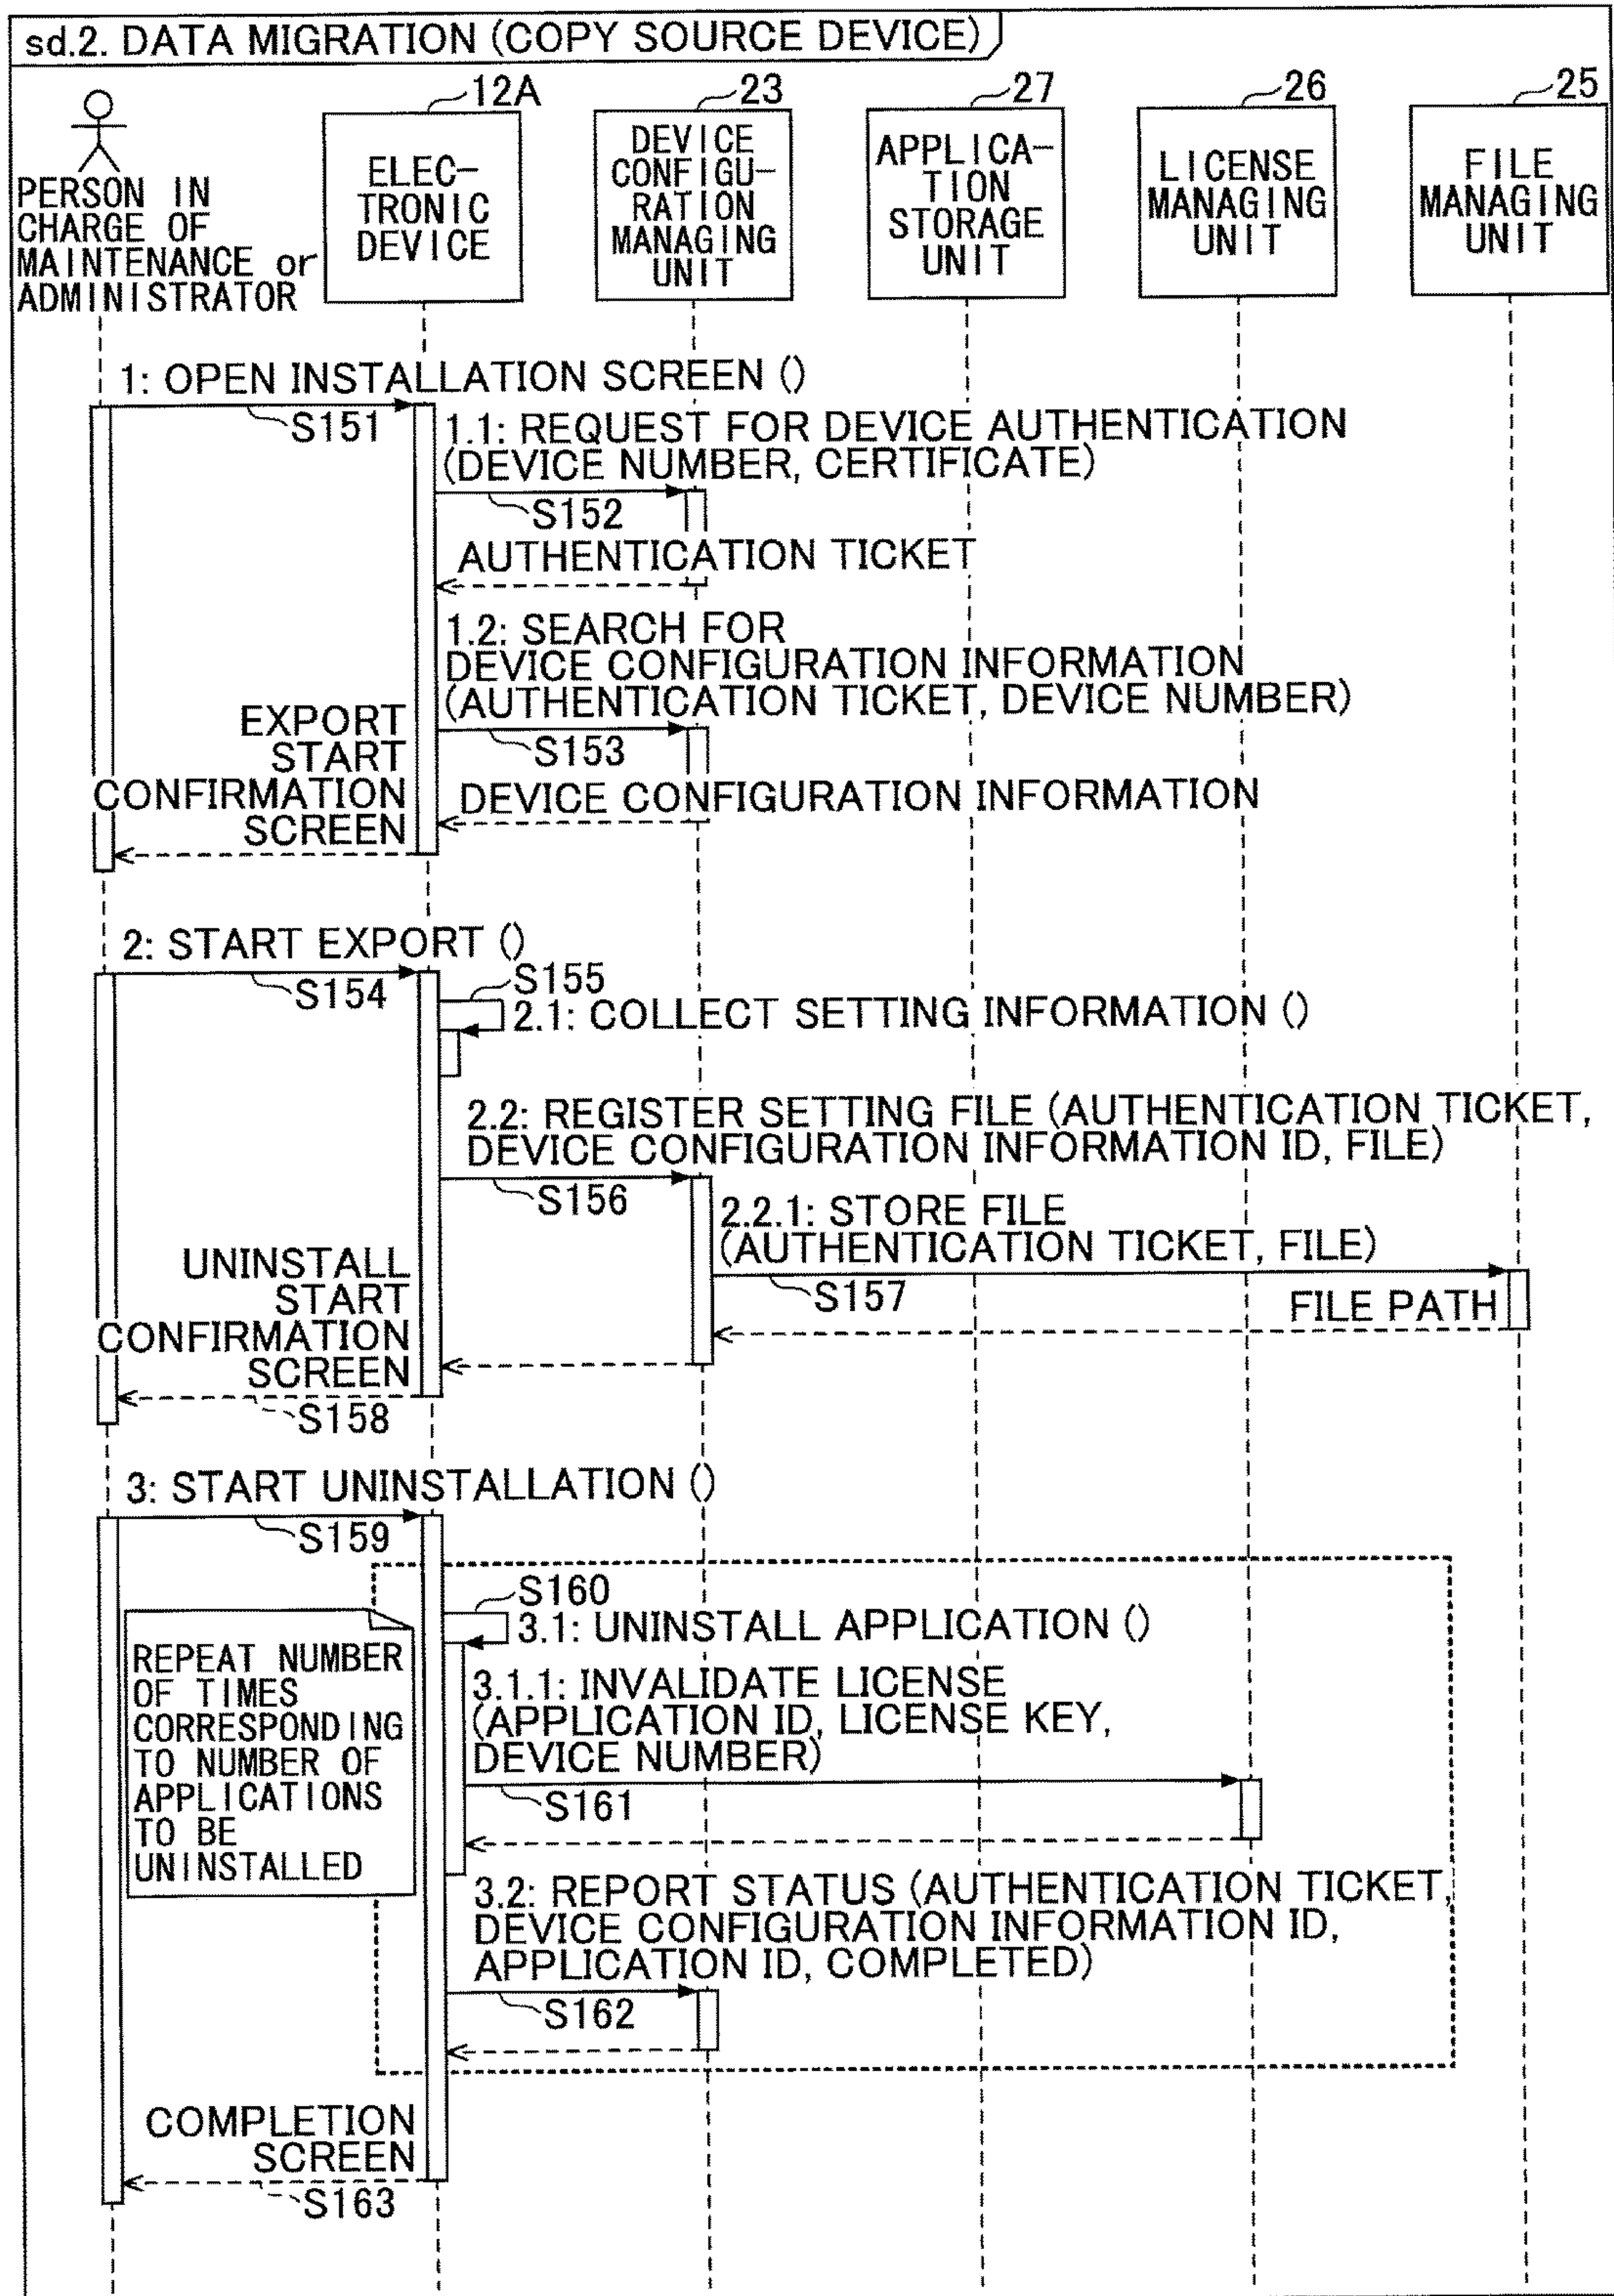 sd.2. DATA MIGRATION (COPY SOURCE DEVICE)
12A
23
27
26
25
PERSON IN
CHARGE OF
MAINTENANCE or
ADMINISTRATOR
ELEC-
TRONIC
DEVICE
DEVICE
CONFIGU-
RATION
MANAGING
UNIT
APPLICA-
TION
STORAGE
UNIT
LICENSE
MANAGING
UNIT
FILE
MANAGING
UNIT
1: OPEN INSTALLATION SCREEN ()
S151
1.1: REQUEST FOR DEVICE AUTHENTICATION
(DEVICE NUMBER, CERTIFICATE)
S152
AUTHENTICATION TICKET
1.2: SEARCH FOR
DEVICE CONFIGURATION INFORMATION
(AUTHENTICATION TICKET, DEVICE NUMBER)
S153
DEVICE CONFIGURATION INFORMATION
EXPORT
START
CONFIRMATION
SCREEN
2: START EXPORT ()
S154
S155
2.1: COLLECT SETTING INFORMATION ()
2.2: REGISTER SETTING FILE (AUTHENTICATION TICKET,
DEVICE CONFIGURATION INFORMATION ID, FILE)
S156
2.2.1: STORE FILE
(AUTHENTICATION TICKET, FILE)
S157
FILE PATH
UNINSTALL
START
CONFIRMATION
SCREEN
S158
3: START UNINSTALLATION ()
S159
S160
3.1: UNINSTALL APPLICATION ()
REPEAT NUMBER
OF TIMES
CORRESPONDING
TO NUMBER OF
APPLICATIONS
TO BE
UNINSTALLED
3.1.1: INVALIDATE LICENSE
(APPLICATION ID, LICENSE KEY,
DEVICE NUMBER)
S161
3.2: REPORT STATUS (AUTHENTICATION TICKET,
DEVICE CONFIGURATION INFORMATION ID,
APPLICATION ID, COMPLETED)
S162
COMPLETION
SCREEN
S163